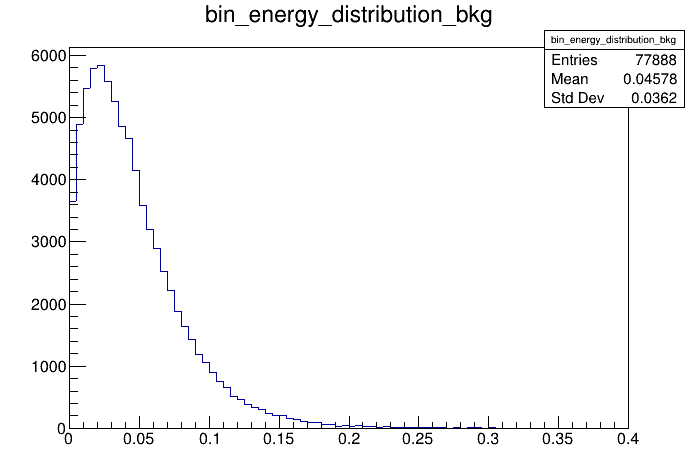 bin_energy_distribution_bkg
bin_energy_distribution_bkg
Entries 77888
Mean 0.04578
Std Dev 0.0362
6000
5000
4000
3000
2000
1000
0
0 0.05 0.1 0.15 0.2 0.25 0.3 0.35 0.4